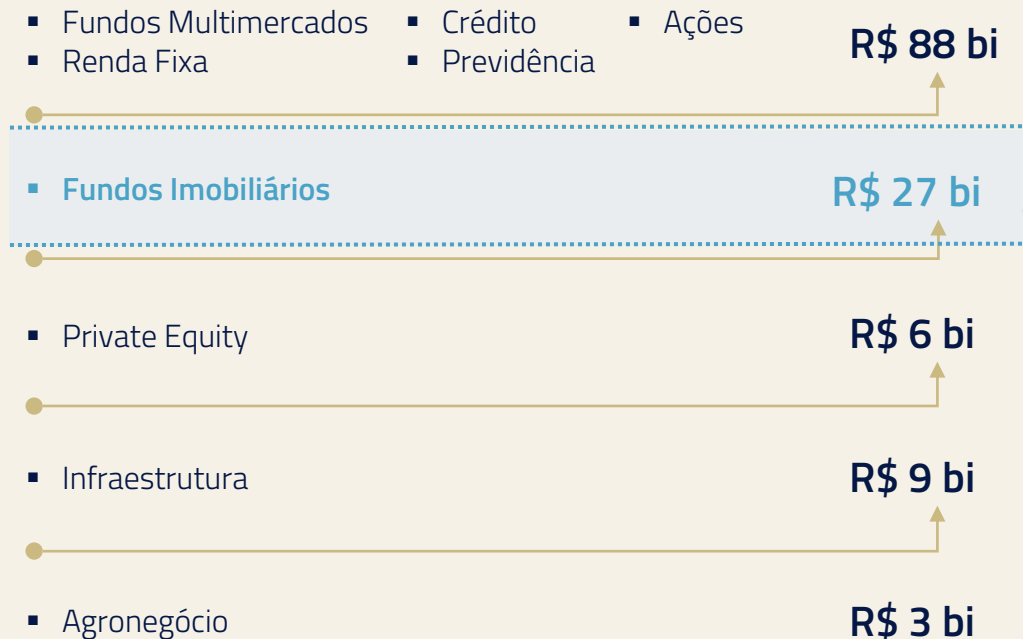 ▪ Fundos Multimercados ▪ Crédito ▪ Ações
▪ Renda Fixa ▪ Previdência
R$ 88 bi
▪ Fundos Imobiliários R$ 27 bi
▪ Private Equity R$ 6 bi
▪ Infraestrutura R$ 9 bi
▪ Agronegócio R$ 3 bi